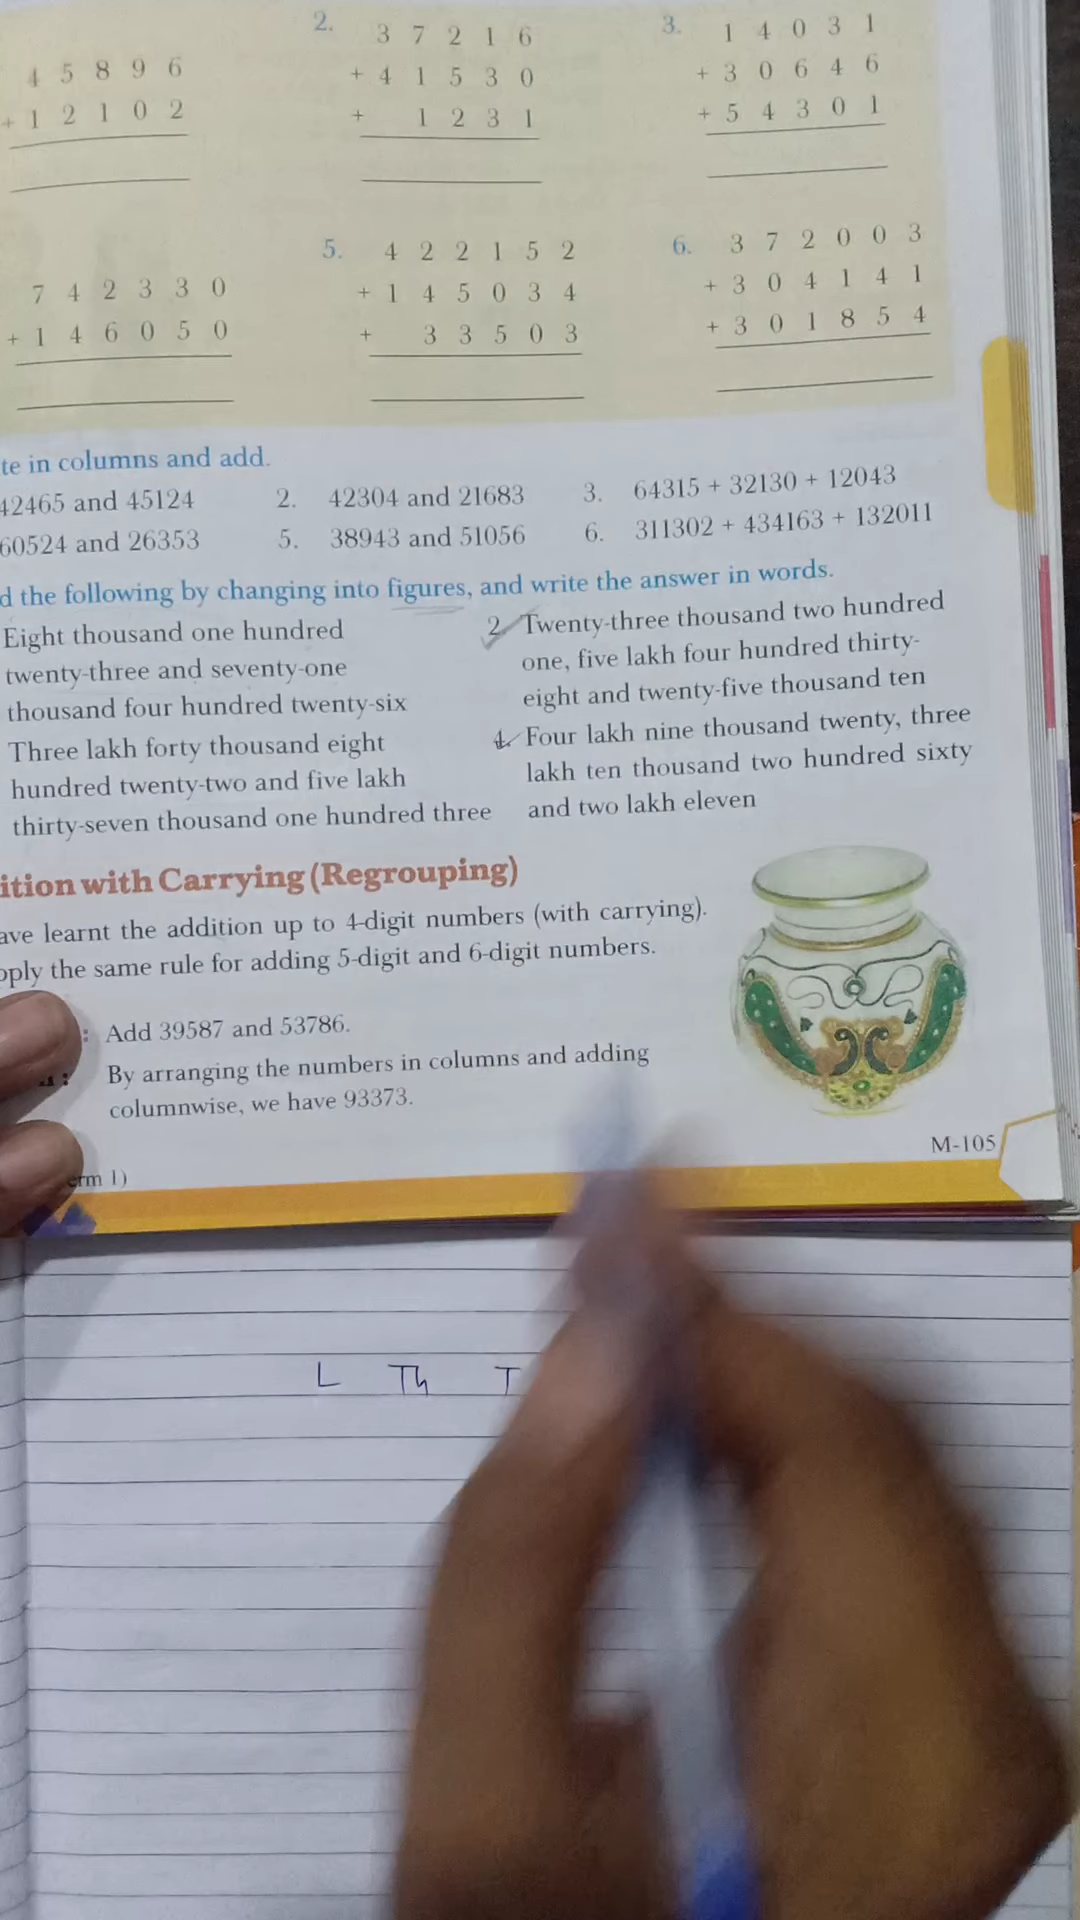 4 5 8 9 6
+ 1 2 1 0 2
2. 3 7 2 1 6
+ 4 1 5 3 0
+ 1 2 3 1
3. 1 4 0 3 1
+ 3 0 6 4 6
+ 5 4 3 0 1
7 4 2 3 3 0
+ 1 4 6 0 5 0
5. 4 2 2 1 5 2
+ 1 4 5 0 3 4
+ 3 3 5 0 3
6. 3 7 2 0 0 3
+ 3 0 4 1 4 1
+ 3 0 1 8 5 4
te in columns and add.
42465 and 45124 2. 42304 and 21683 3. 64315 + 32130 + 12043
60524 and 26353 5. 38943 and 51056 6. 311302 + 434163 + 132011
d the following by changing into figures, and write the answer in words.
Eight thousand one hundred
twenty-three and seventy-one
thousand four hundred twenty-six
Three lakh forty thousand eight
hundred twenty-two and five lakh
thirty-seven thousand one hundred three
2. Twenty-three thousand two hundred
one, five lakh four hundred thirty-
eight and twenty-five thousand ten
4. Four lakh nine thousand twenty, three
lakh ten thousand two hundred sixty
and two lakh eleven
ition with Carrying (Regrouping)
ave learnt the addition up to 4-digit numbers (with carrying).
pply the same rule for adding 5-digit and 6-digit numbers.
: Add 39587 and 53786.
: By arranging the numbers in columns and adding
columnwise, we have 93373.
M-105
erm 1)
L Th T